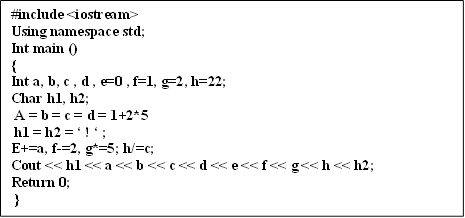 #include <iostream>
Using namespace std;
Int main ()
{
Int a, b, c , d , e=0 , f=1, g=2, h=22;
Char h1, h2;
A = b = c = d = 1+2*5
h1 = h2 = ‘ ! ‘ ;
E+=a, f-=2, g*=5; h/=c;
Cout << h1 << a << b << c << d << e << f << g << h << h2;
Return 0;
}